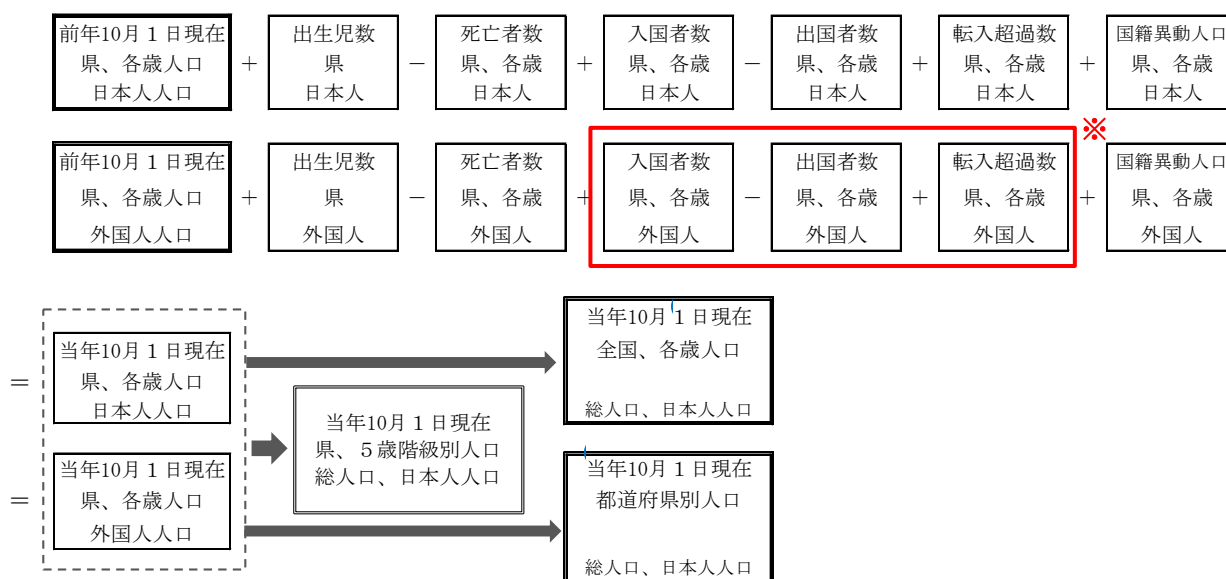 前年10月１日現在
県、各歳人口
日本人人口
＋
出生児数
県
日本人
－
死亡者数
県、各歳
日本人
＋
入国者数
県、各歳
日本人
－
出国者数
県、各歳
日本人
＋
転入超過数
県、各歳
日本人
＋
国籍異動人口
県、各歳
日本人
※
前年10月１日現在
県、各歳人口
外国人人口
＋
出生児数
県
外国人
－
死亡者数
県、各歳
外国人
＋
入国者数
県、各歳
外国人
－
出国者数
県、各歳
外国人
＋
転入超過数
県、各歳
外国人
＋
国籍異動人口
県、各歳
外国人
＝
当年10月１日現在
県、各歳人口
日本人人口
＝
当年10月１日現在
県、各歳人口
外国人人口
当年10月１日現在
県、５歳階級別人口
総人口、日本人人口
当年10月１日現在
全国、各歳人口
総人口、日本人人口
当年10月１日現在
都道府県別人口
総人口、日本人人口